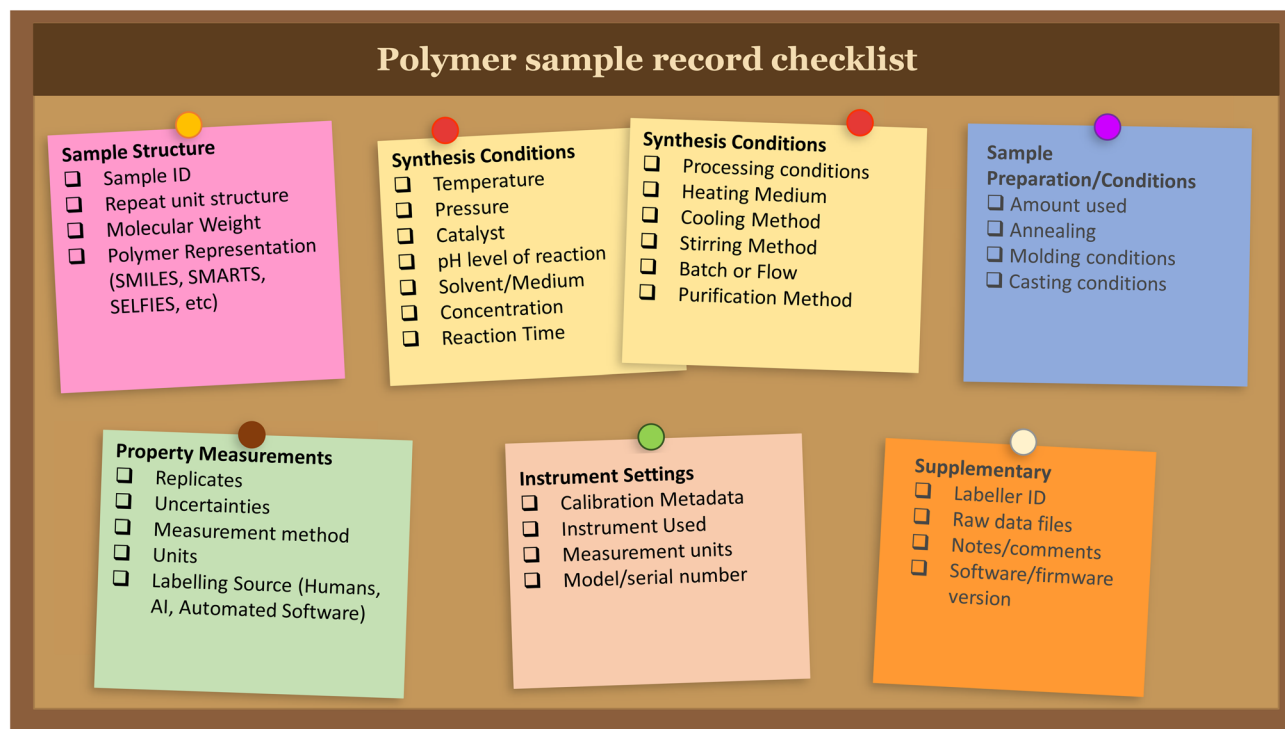 Polymer sample record checklist
Sample Structure
❑ Sample ID
❑ Repeat unit structure
❑ Molecular Weight
❑ Polymer Representation
(SMILES, SMARTS,
SELFIES, etc)
Synthesis Conditions
❑ Temperature
❑ Pressure
❑ Catalyst
❑ pH level of reaction
❑ Solvent/Medium
❑ Concentration
❑ Reaction Time
Synthesis Conditions
❑ Processing conditions
❑ Heating Medium
❑ Cooling Method
❑ Stirring Method
❑ Batch or Flow
❑ Purification Method
Sample
Preparation/Conditions
❑ Amount used
❑ Annealing
❑ Molding conditions
❑ Casting conditions
Property Measurements
❑ Replicates
❑ Uncertainties
❑ Measurement method
❑ Units
❑ Labelling Source (Humans,
AI, Automated Software)
Instrument Settings
❑ Calibration Metadata
❑ Instrument Used
❑ Measurement units
❑ Model/serial number
Supplementary
❑ Labeller ID
❑ Raw data files
❑ Notes/comments
❑ Software/firmware
version